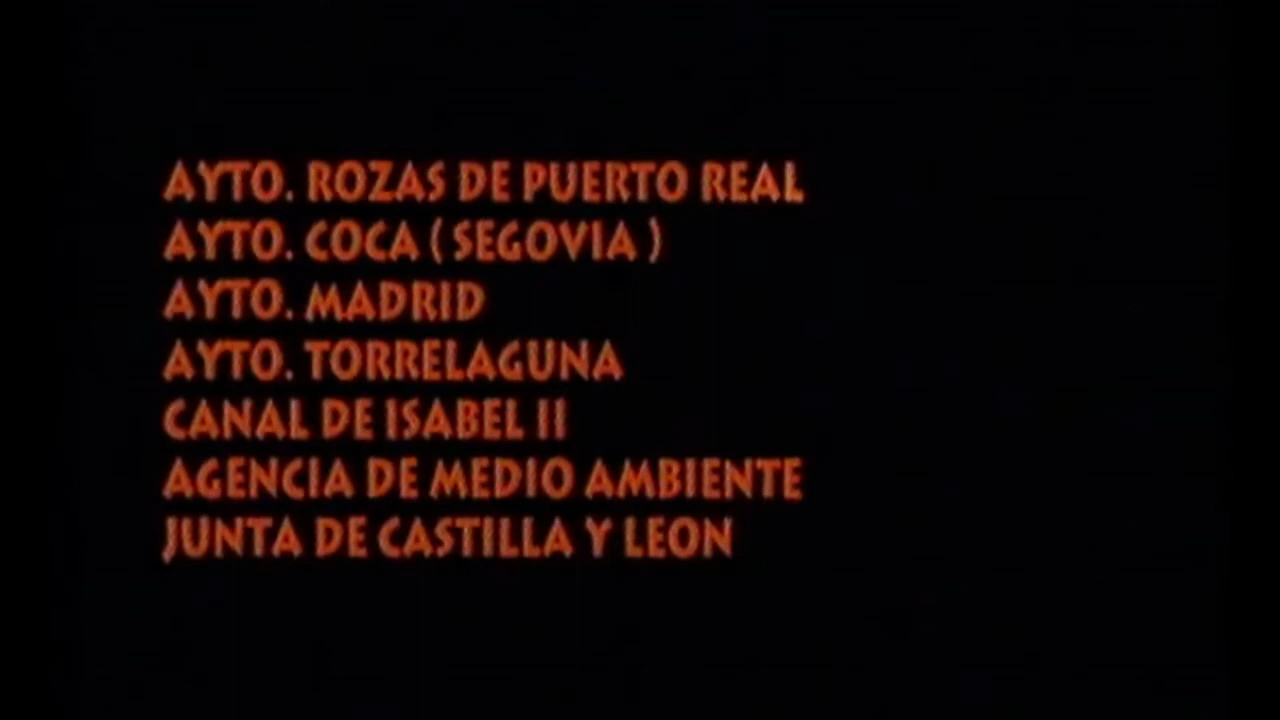 AYTO. ROZAS DE PUERTO REAL
AYTO. COCA ( SEGOVIA )
AYTO. MADRID
AYTO. TORRELAGUNA
CANAL DE ISABEL II
AGENCIA DE MEDIO AMBIENTE
JUNTA DE CASTILLA Y LEON